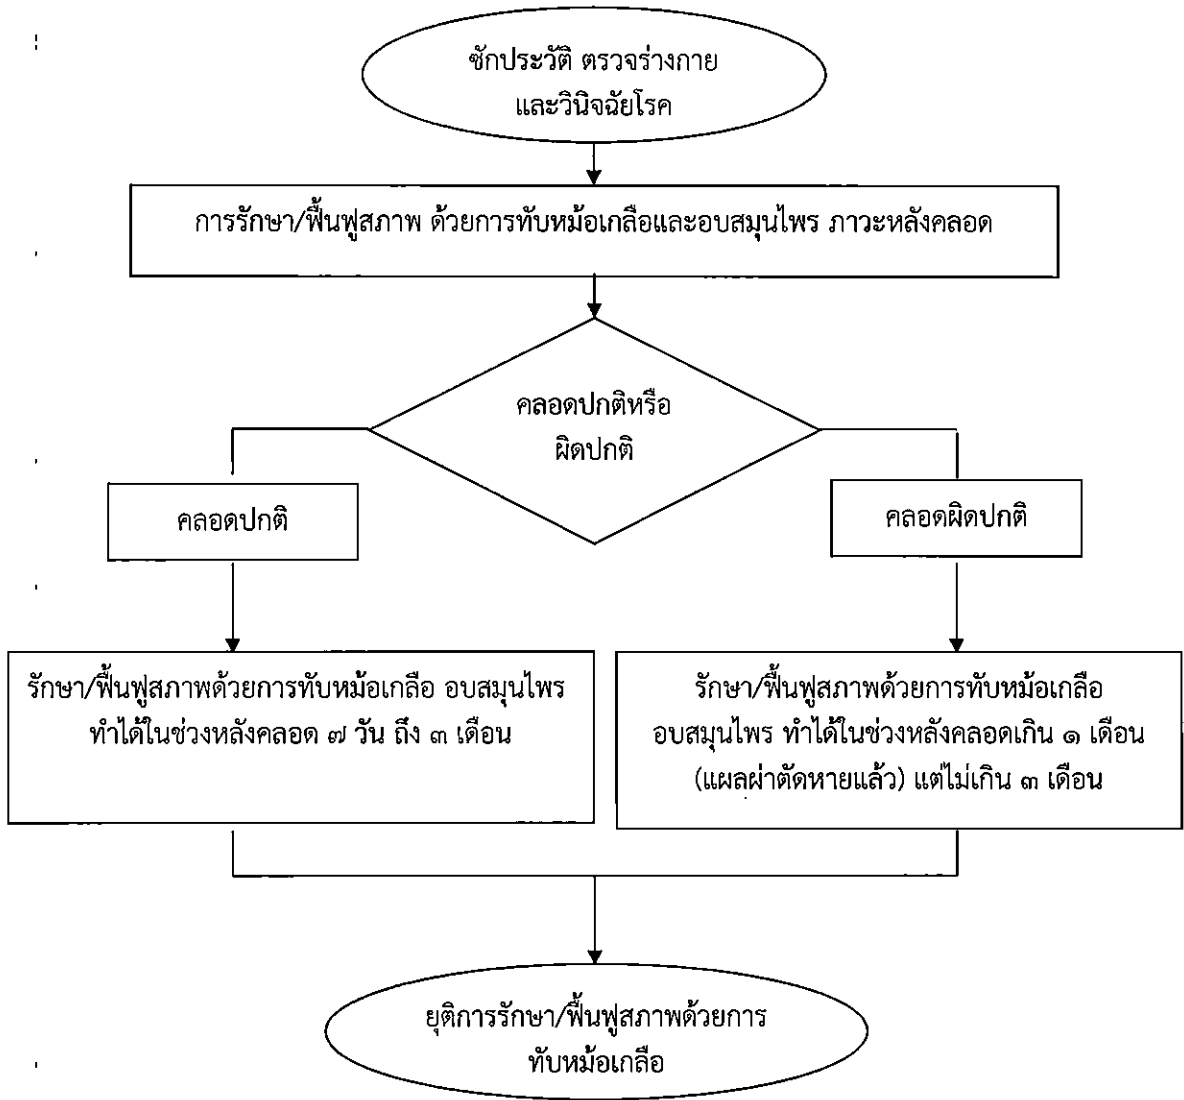 ซักประวัติ ตรวจร่างกาย
และวินิจฉัยโรค
การรักษา/ฟื้นฟูสภาพ ด้วยการทับหม้อเกลือและอบสมุนไพร ภาวะหลังคลอด
คลอดปกติหรือ
ผิดปกติ
คลอดปกติ
คลอดผิดปกติ
รักษา/ฟื้นฟูสภาพด้วยการทับหม้อเกลือ อบสมุนไพร
ทำได้ในช่วงหลังคลอด ๗ วัน ถึง ๓ เดือน
รักษา/ฟื้นฟูสภาพด้วยการทับหม้อเกลือ
อบสมุนไพร ทำได้ในช่วงหลังคลอดเกิน ๑ เดือน
(แผลผ่าตัดหายแล้ว) แต่ไม่เกิน ๓ เดือน
ยุติการรักษา/ฟื้นฟูสภาพด้วยการ
ทับหม้อเกลือ